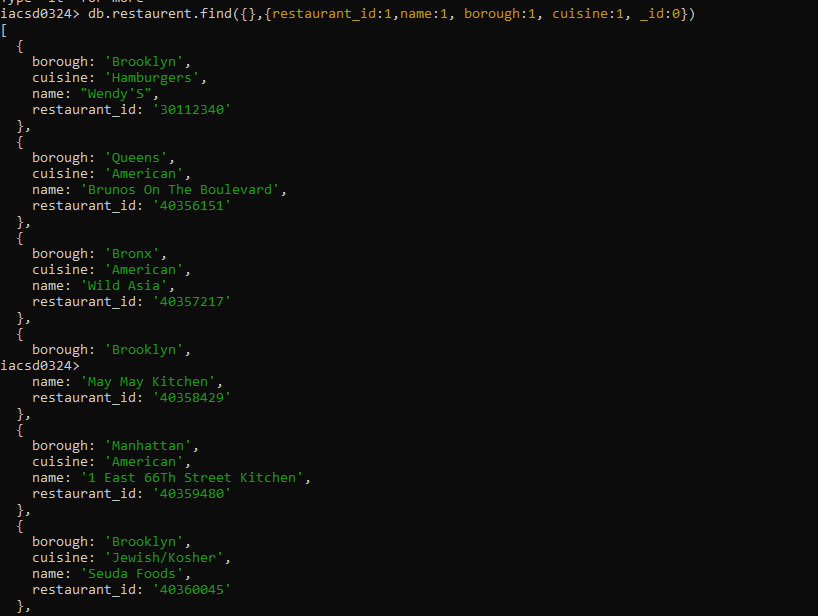 iacsd0324> db.restaurent.find({},{restaurant_id:1,name:1, borough:1, cuisine:1, _id:0})
[
  {
    borough: 'Brooklyn',
    cuisine: 'Hamburgers',
    name: "Wendy'S",
    restaurant_id: '30112340'
  },
  {
    borough: 'Queens',
    cuisine: 'American',
    name: 'Brunos On The Boulevard',
    restaurant_id: '40356151'
  },
  {
    borough: 'Bronx',
    cuisine: 'American',
    name: 'Wild Asia',
    restaurant_id: '40357217'
  },
  {
    borough: 'Brooklyn',
iacsd0324>
    name: 'May May Kitchen',
    restaurant_id: '40358429'
  },
  {
    borough: 'Manhattan',
    cuisine: 'American',
    name: '1 East 66Th Street Kitchen',
    restaurant_id: '40359480'
  },
  {
    borough: 'Brooklyn',
    cuisine: 'Jewish/Kosher',
    name: 'Seuda Foods',
    restaurant_id: '40360045'
  },